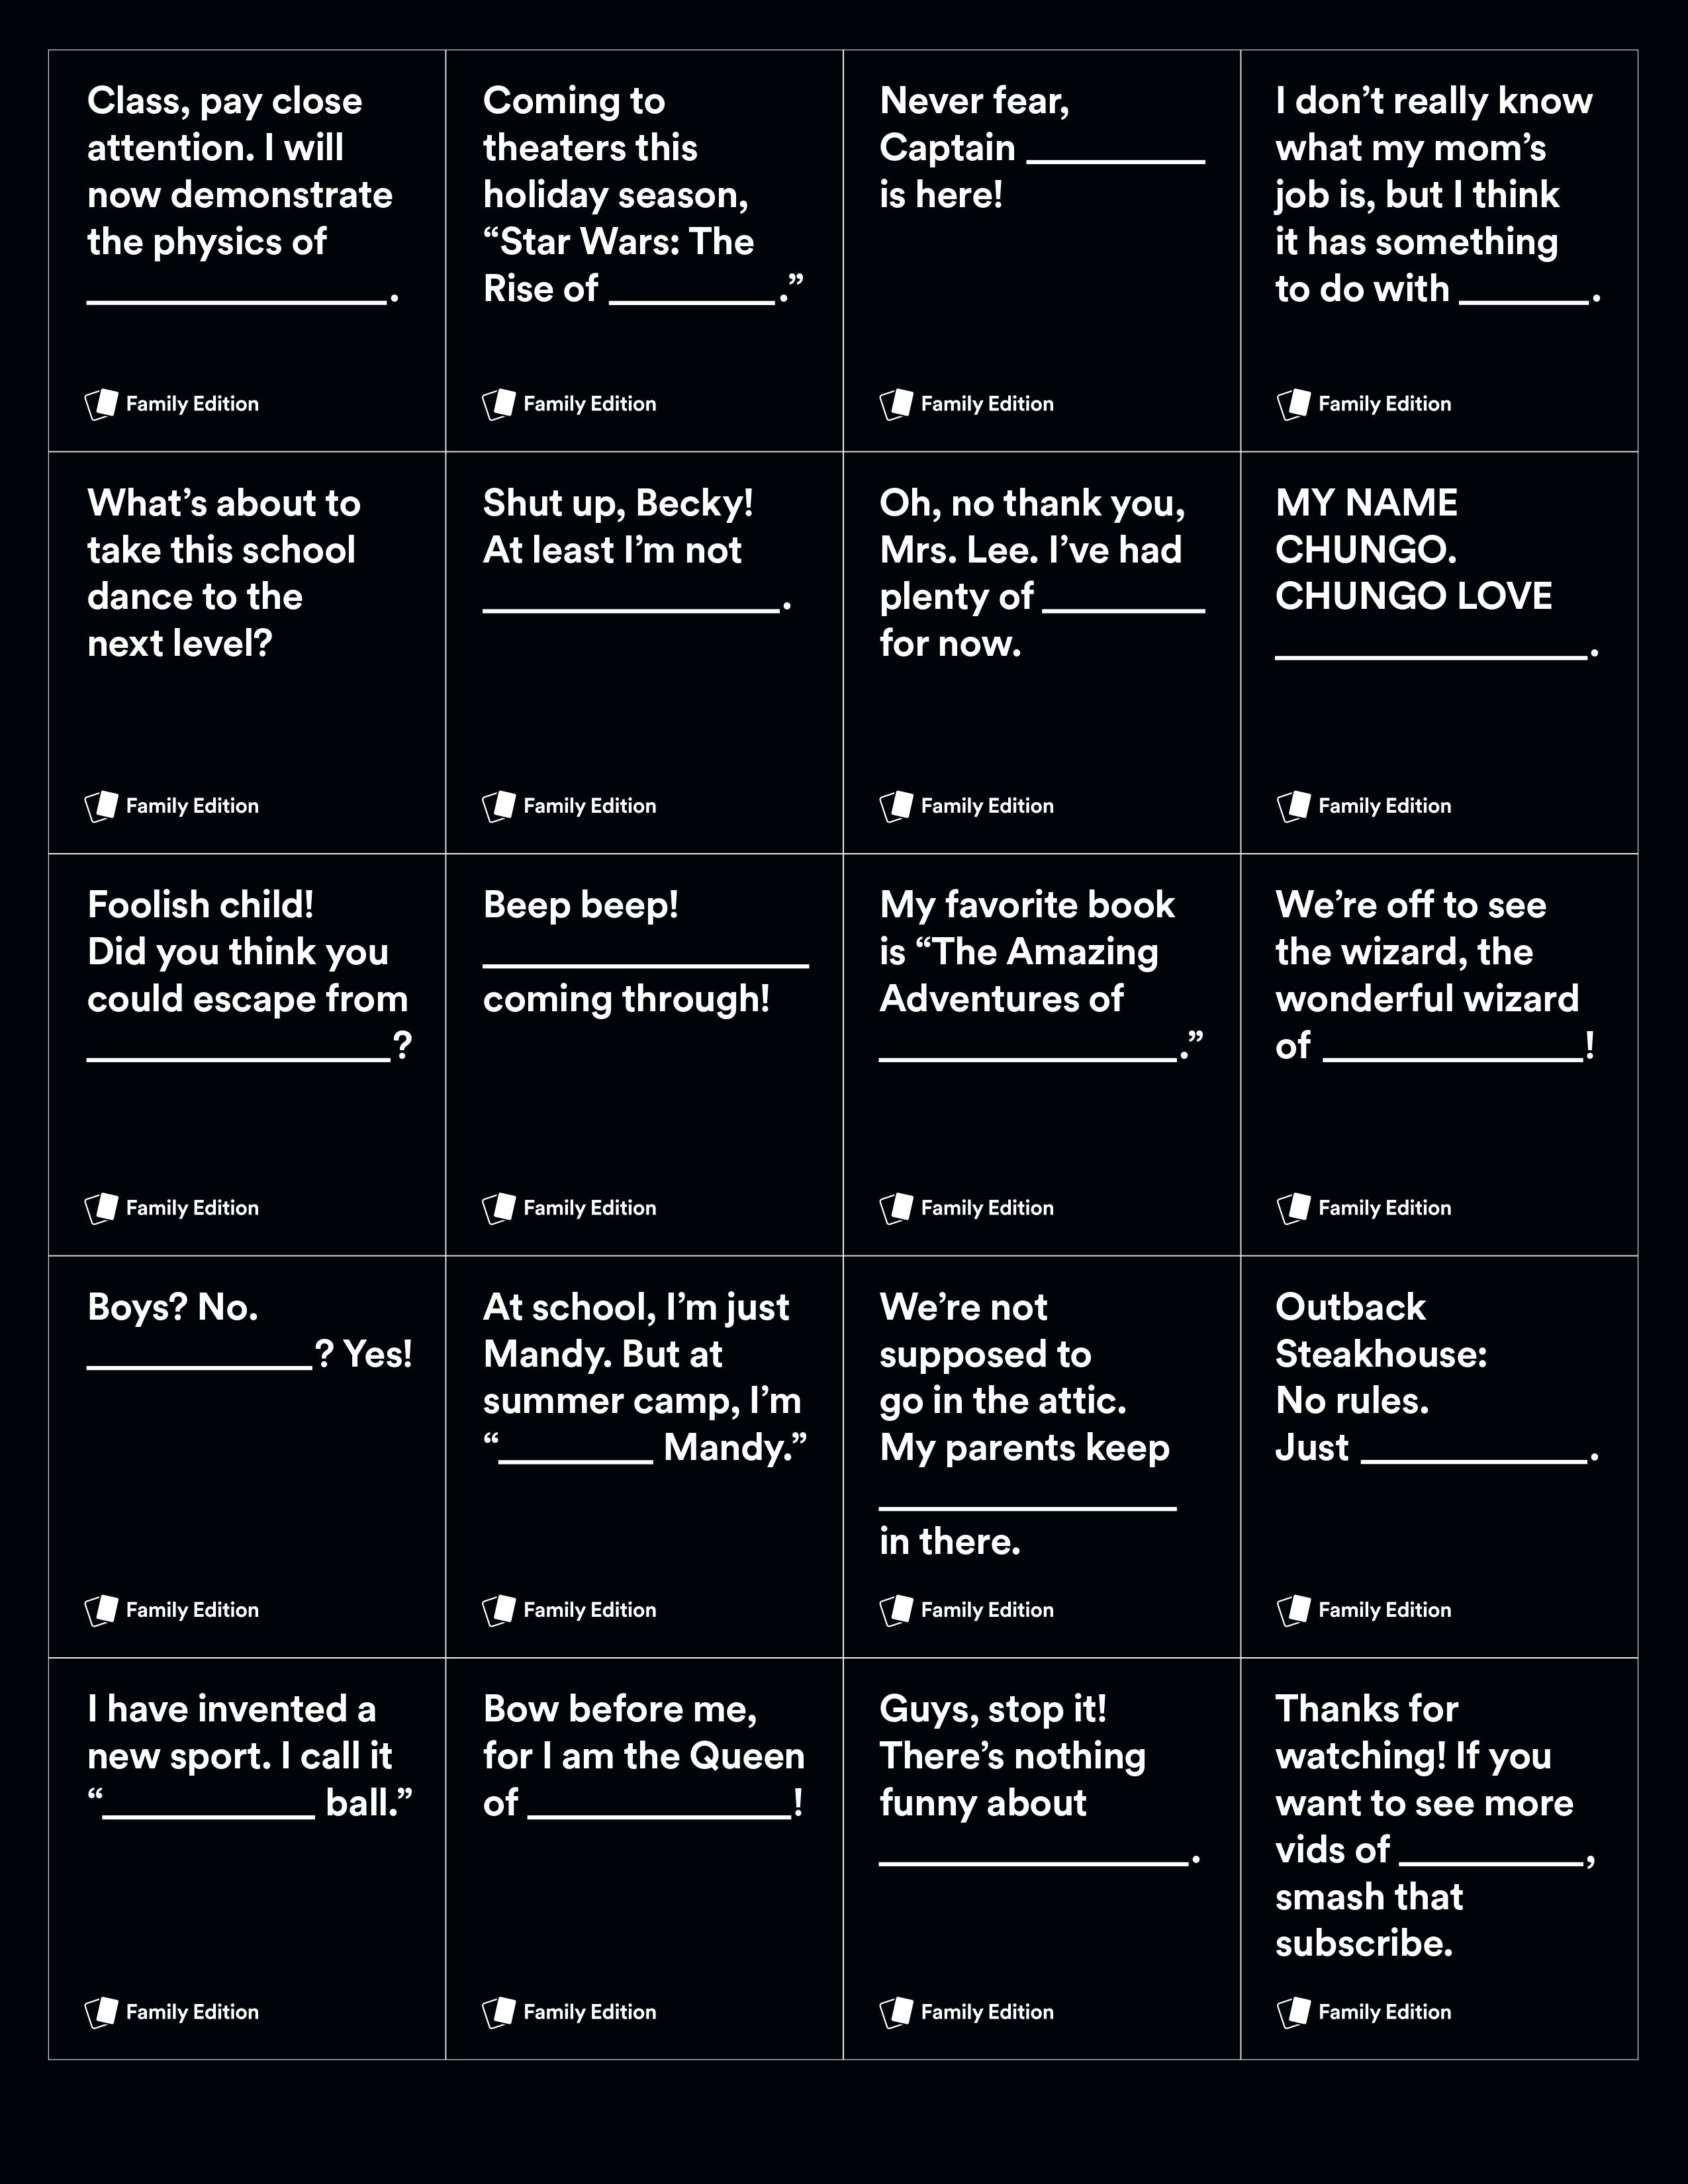 Class, pay close
attention. I will
now demonstrate
the physics of
____________.
Family Edition
Coming to
theaters this
holiday season,
“Star Wars: The
Rise of ________.”
Family Edition
Never fear,
Captain ________
is here!
Family Edition
I don’t really know
what my mom’s
job is, but I think
it has something
to do with ______.
Family Edition
What’s about to
take this school
dance to the
next level?
Family Edition
Shut up, Becky!
At least I’m not
____________.
Family Edition
Oh, no thank you,
Mrs. Lee. I’ve had
plenty of ________
for now.
Family Edition
MY NAME
CHUNGO.
CHUNGO LOVE
____________.
Family Edition
Foolish child!
Did you think you
could escape from
____________?
Family Edition
Beep beep!
____________
coming through!
Family Edition
My favorite book
is “The Amazing
Adventures of
____________.”
Family Edition
We’re off to see
the wizard, the
wonderful wizard
of ____________!
Family Edition
Boys? No.
__________? Yes!
Family Edition
At school, I’m just
Mandy. But at
summer camp, I’m
“_______ Mandy.”
Family Edition
We’re not
supposed to
go in the attic.
My parents keep
____________
in there.
Family Edition
Outback
Steakhouse:
No rules.
Just __________.
Family Edition
I have invented a
new sport. I call it
“__________ ball.”
Family Edition
Bow before me,
for I am the Queen
of ____________!
Family Edition
Guys, stop it!
There’s nothing
funny about
____________.
Family Edition
Thanks for
watching! If you
want to see more
vids of ________,
smash that
subscribe.
Family Edition